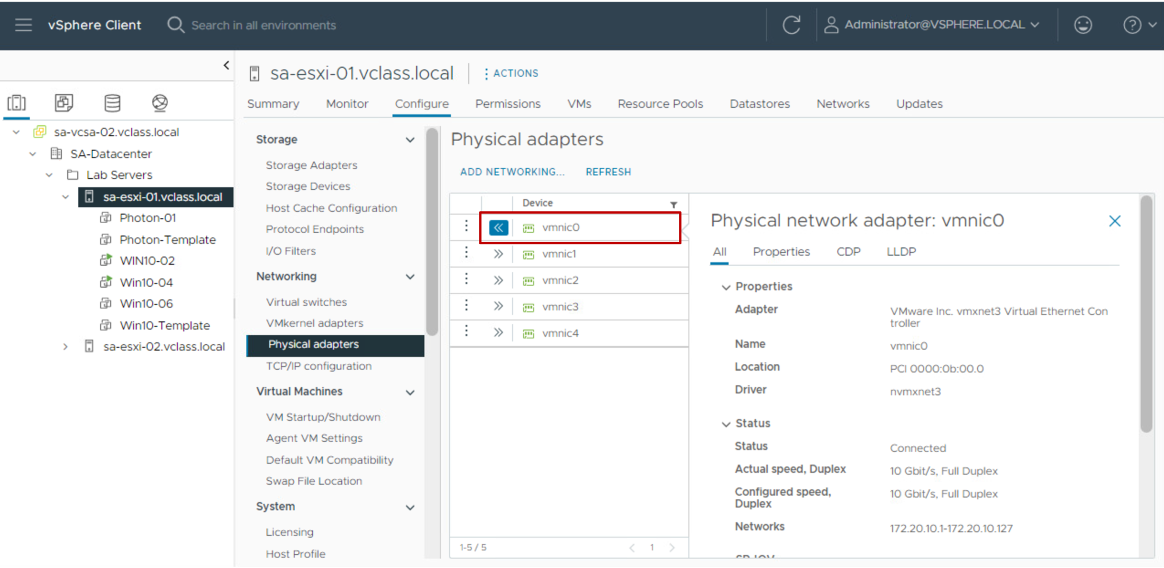 vSphere Client
Search in all environments
Administrator@VSPHERE.LOCAL
sa-esxi-01.vclass.local
ACTIONS
Summary Monitor Configure Permissions VMs Resource Pools Datastores Networks Updates
sa-vcsa-02.vclass.local
SA-Datacenter
Lab Servers
sa-esxi-01.vclass.local
Photon-01
Photon-Template
WIN10-02
Win10-04
Win10-06
Win10-Template
sa-esxi-02.vclass.local
Storage
Storage Adapters
Storage Devices
Host Cache Configuration
Protocol Endpoints
I/O Filters
Networking
Virtual switches
VMkernel adapters
Physical adapters
TCP/IP configuration
Virtual Machines
VM Startup/Shutdown
Agent VM Settings
Default VM Compatibility
Swap File Location
System
Licensing
Host Profile
Physical adapters
ADD NETWORKING... REFRESH
Device
vmnic0
vmnic1
vmnic2
vmnic3
vmnic4
1-5 / 5
1
Physical network adapter: vmnic0
All Properties CDP LLDP
Properties
Adapter VMware Inc. vmxnet3 Virtual Ethernet Con
troller
Name vmnic0
Location PCI 0000:0b:00.0
Driver nvmxnet3
Status
Status Connected
Actual speed, Duplex 10 Gbit/s, Full Duplex
Configured speed, 10 Gbit/s, Full Duplex
Duplex
Networks 172.20.10.1-172.20.10.127